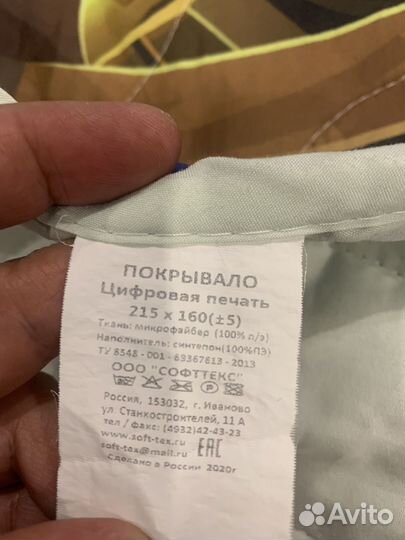 ПОКРЫВАЛО
Цифровая печать
215 х 160(±5)
Ткань: микрофайбер (100% п/э)
Наполнитель: синтепон(100%ПЭ)
ТУ 8548 - 001 - 69367813 - 2013
ООО "СОФТТЕКС"
Россия, 153032, г. Иваново
ул. Станкостроителей, 11 А
тел / факс: (4932)42-43-23
www.soft-tex.ru
soft-tex@mail.ru EAC
Сделано в России 2020г
Avito